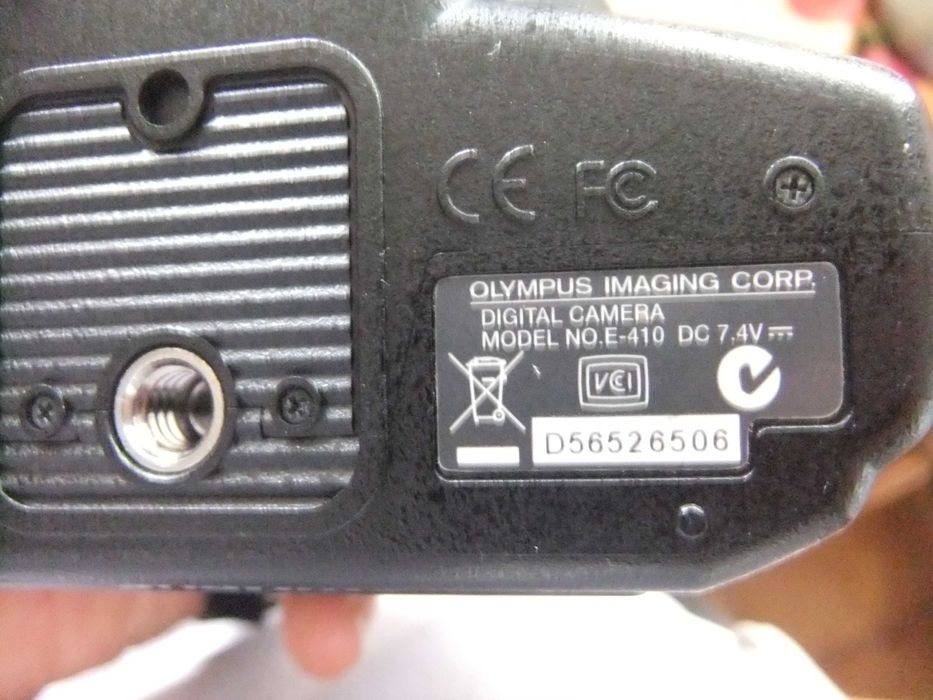 CE FC
OLYMPUS IMAGING CORP.
DIGITAL CAMERA
MODEL NO.E-410 DC 7.4V
VCI
D56526506